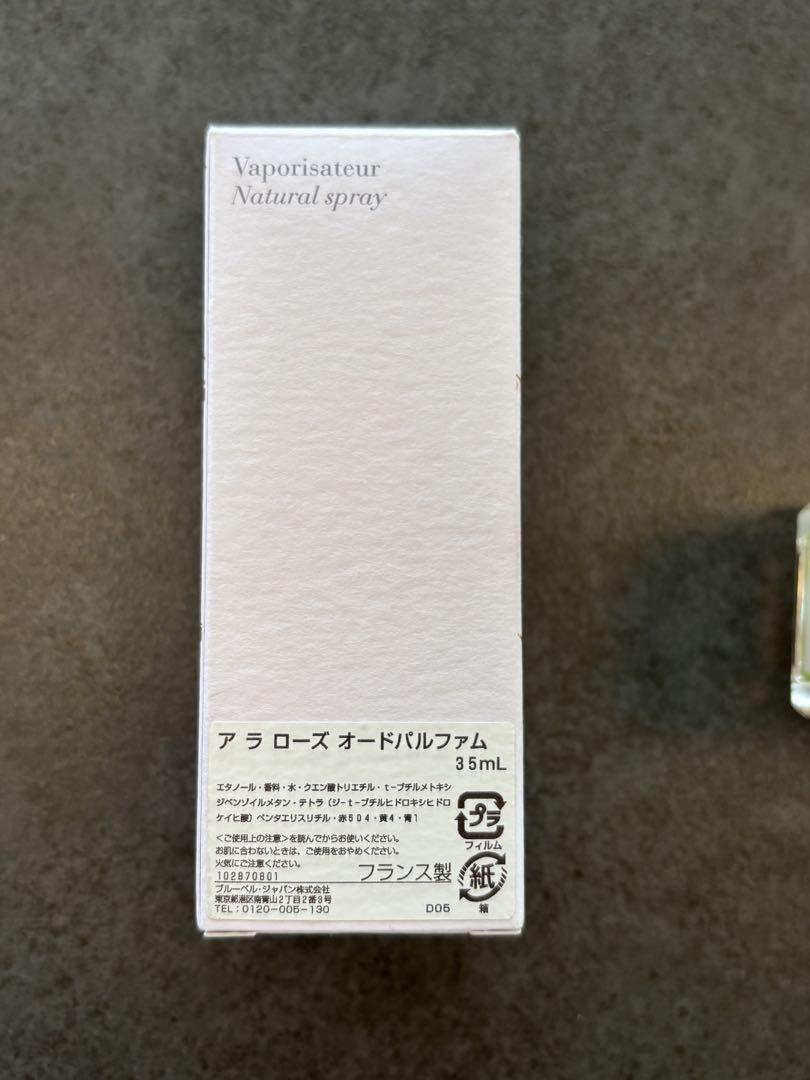 Vaporisateur
Natural spray
ア ラ ローズ オードパルファム
35mL
エタノール・香料・水・クエン酸トリエチル・t-ブチルメトキシ
ジベンゾイルメタン・テトラ(ジ-t-ブチルヒドロキシヒドロ
ケイヒ酸)ペンタエリスリチル・赤504・黄4・青1
プラ
フィルム
<ご使用上の注意>を読んでからお使いください。
お肌に合わないときは、ご使用をおやめください。
火気にご注意ください。
102870801
フランス製
紙
箱
ブルーベル・ジャパン株式会社
東京都港区南青山2丁目2番3号
TEL:0120-005-130
D05